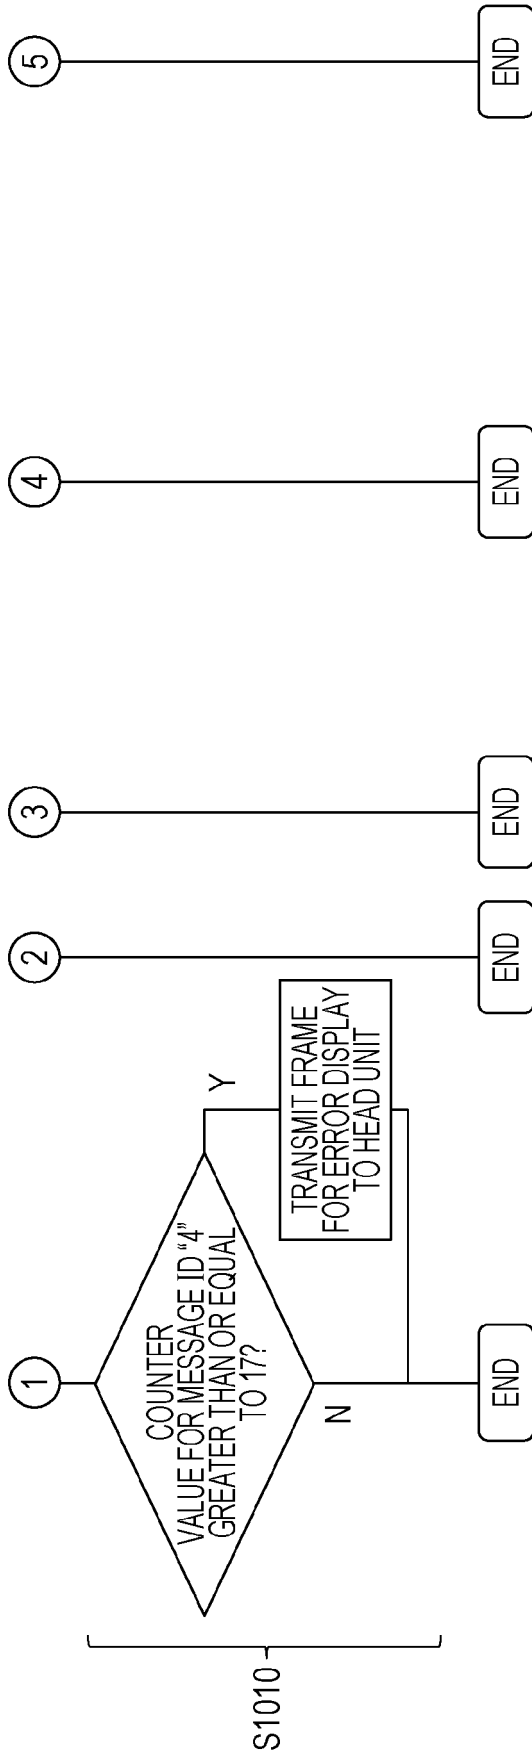 1
2
3
4
5
COUNTER
VALUE FOR MESSAGE ID “4”
GREATER THAN OR EQUAL
TO 17?
Y
N
TRANSMIT FRAME
FOR ERROR DISPLAY
TO HEAD UNIT
S1010
END
END
END
END
END